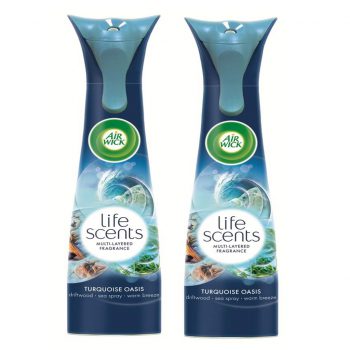 AIR
WICK
life
scents
MULTI-LAYERED
FRAGRANCE
TURQUOISE OASIS
driftwood · sea spray · warm breeze
AIR
WICK
life
scents
MULTI-LAYERED
FRAGRANCE
TURQUOISE OASIS
driftwood · sea spray · warm breeze